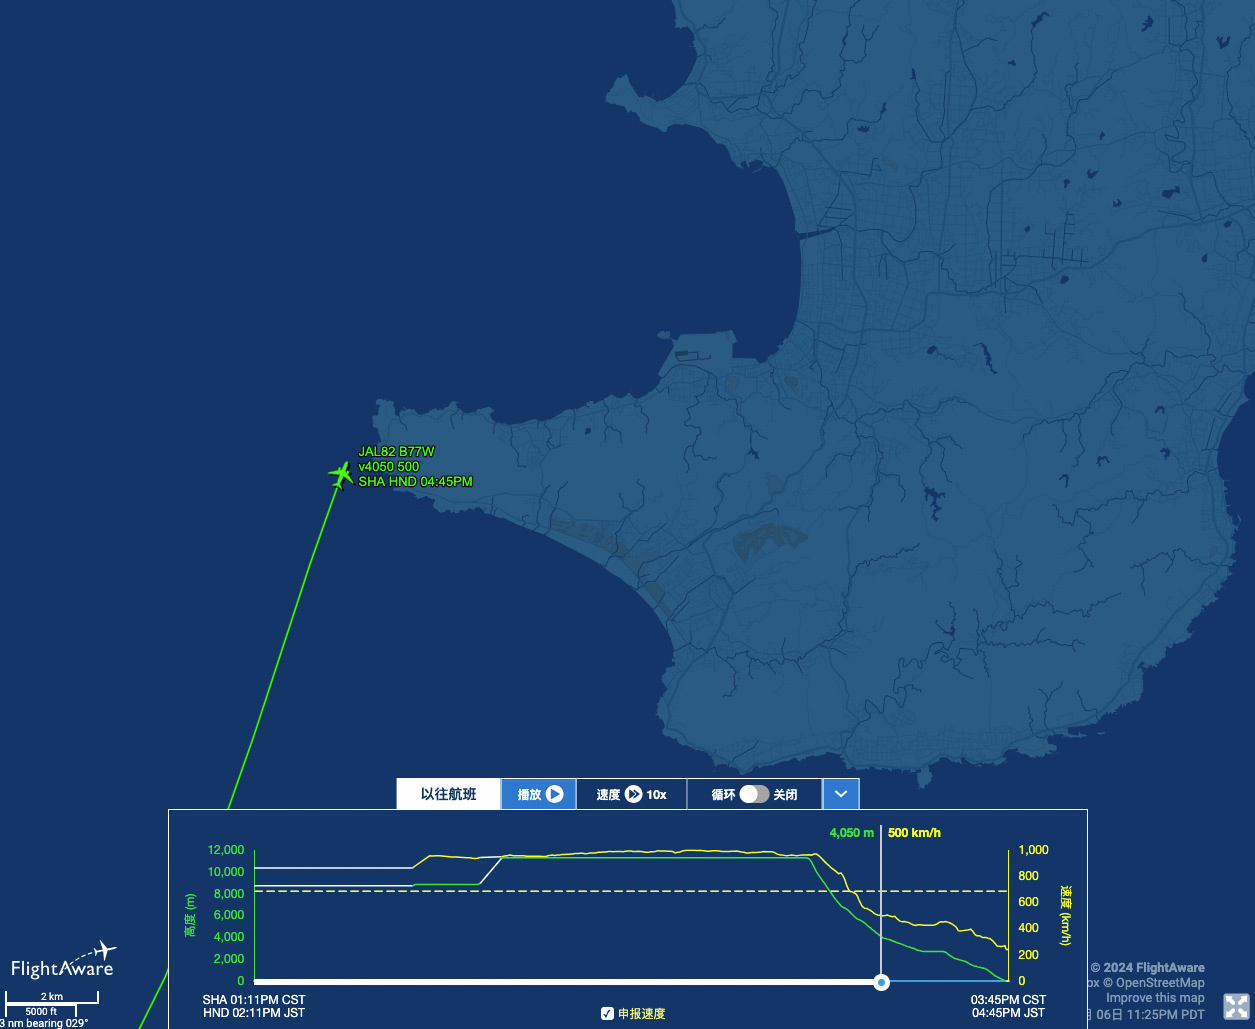 JAL82 B77W
v4050 500
SHA HND 04:45PM
以往航班 播放 速度 10x 循环 关闭
4,050 m 500 km/h
12,000
10,000
8,000
6,000
4,000
2,000
0
高度 (m)
1,000
800
600
400
200
0
速度 (km/h)
SHA 01:11PM CST
HND 02:11PM JST
申报速度
03:45PM CST
04:45PM JST
FlightAware
2 km
5000 ft
3 nm bearing 029°
© 2024 FlightAware
ox © OpenStreetMap
Improve this map
06日 11:25PM PDT